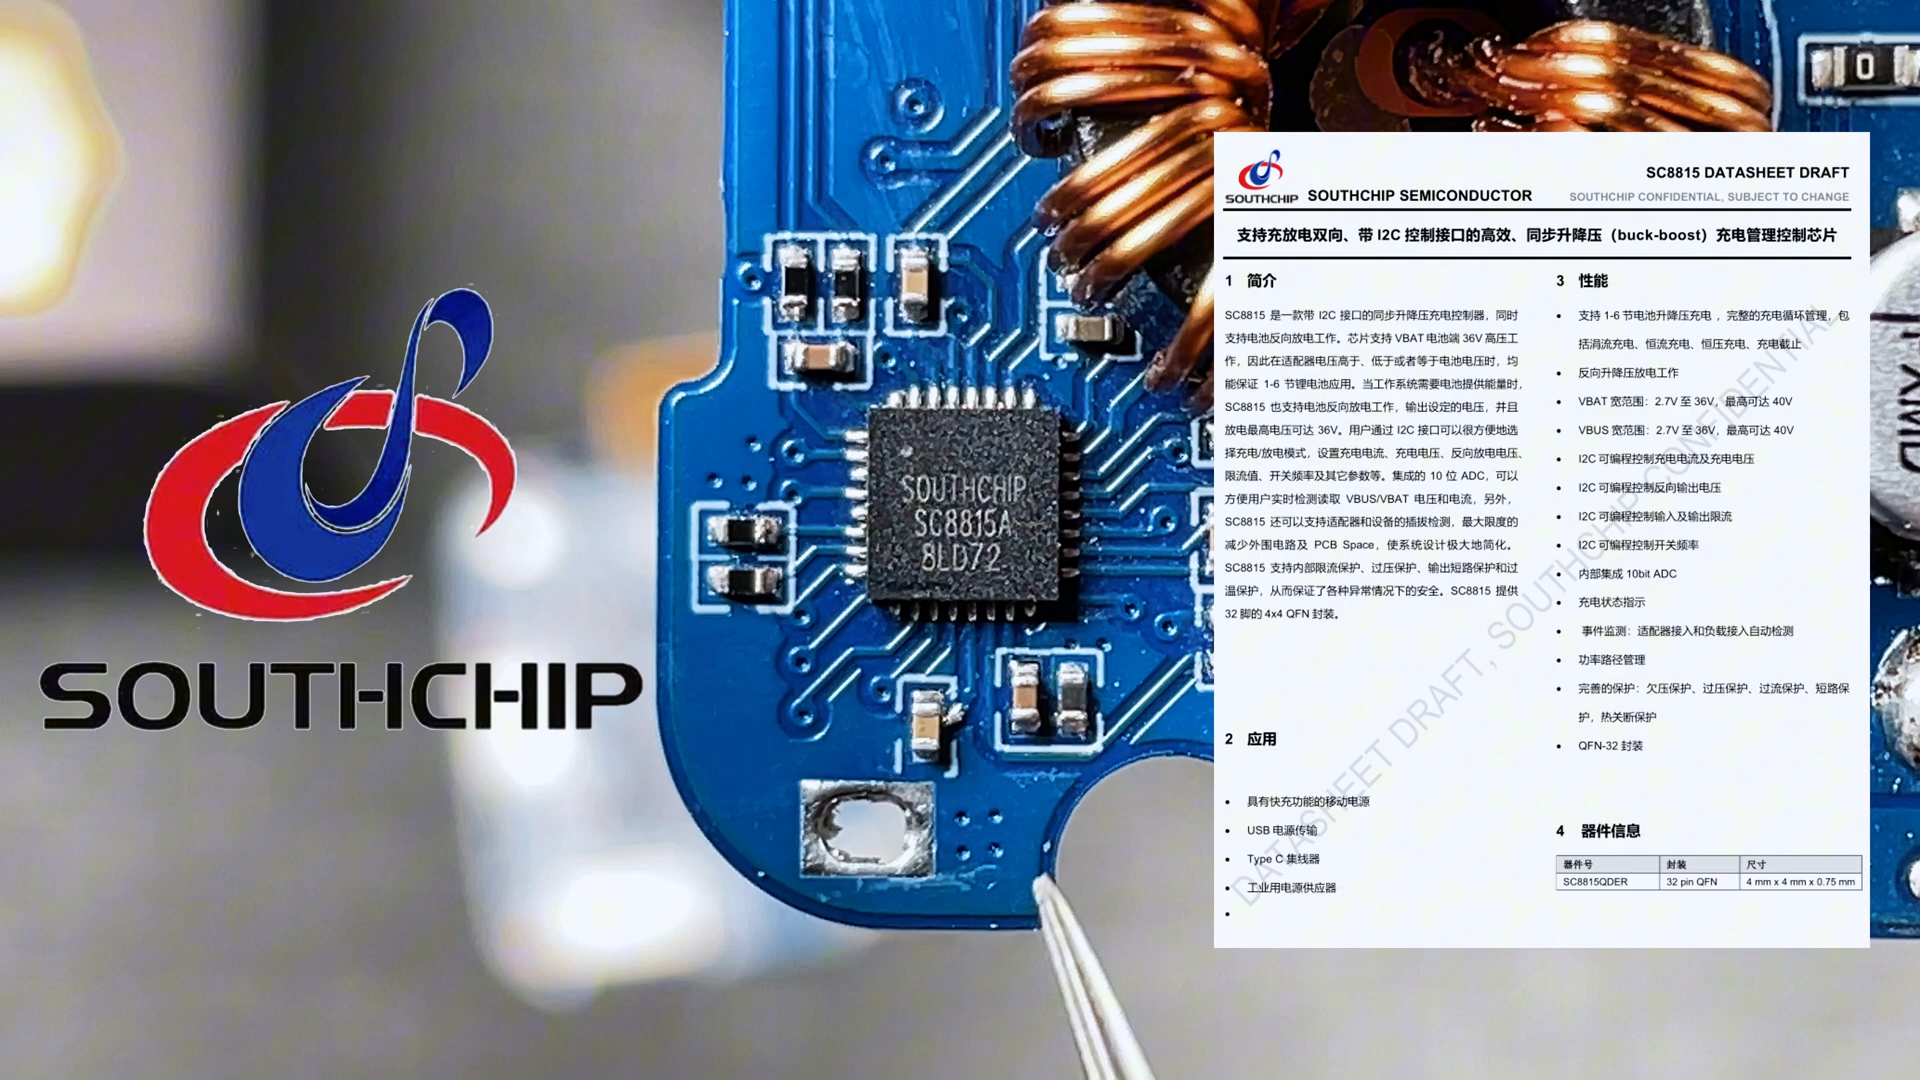 SOUTHCHIP
SOUTHCHIP
SC8815A
8LD72
0
SOUTHCHIP SOUTHCHIP SEMICONDUCTOR
SC8815 DATASHEET DRAFT
SOUTHCHIP CONFIDENTIAL, SUBJECT TO CHANGE
支持充放电双向、带 I2C 控制接口的高效、同步升降压（buck-boost）充电管理控制芯片
1 简介
SC8815 是一款带 I2C 接口的同步升降压充电控制器，同时
支持电池反向放电工作。芯片支持 VBAT 电池端 36V 高压工
作，因此在适配器电压高于、低于或者等于电池电压时，均
能保证 1-6 节锂电池应用。当工作系统需要电池提供能量时，
SC8815 也支持电池反向放电工作，输出设定的电压，并且
放电最高电压可达 36V。用户通过 I2C 接口可以很方便地选
择充电/放电模式，设置充电电流、充电电压、反向放电电压、
限流值、开关频率及其它参数等。集成的 10 位 ADC，可以
方便用户实时检测读取 VBUS/VBAT 电压和电流，另外，
SC8815 还可以支持适配器和设备的插拔检测，最大限度的
减少外围电路及 PCB Space，使系统设计极大地简化。
SC8815 支持内部限流保护、过压保护、输出短路保护和过
温保护，从而保证了各种异常情况下的安全。SC8815 提供
32 脚的 4x4 QFN 封装。
2 应用
• 具有快充功能的移动电源
• USB 电源传输
• Type C 集线器
• 工业用电源供应器
•
3 性能
• 支持 1-6 节电池升降压充电 ，完整的充电循环管理，包
括涓流充电、恒流充电、恒压充电、充电截止
• 反向升降压放电工作
• VBAT 宽范围：2.7V 至 36V，最高可达 40V
• VBUS 宽范围：2.7V 至 36V，最高可达 40V
• I2C 可编程控制充电电流及充电电压
• I2C 可编程控制反向输出电压
• I2C 可编程控制输入及输出限流
• I2C 可编程控制开关频率
• 内部集成 10bit ADC
• 充电状态指示
• 事件监测：适配器接入和负载接入自动检测
• 功率路径管理
• 完善的保护：欠压保护、过压保护、过流保护、短路保
护，热关断保护
• QFN-32 封装
4 器件信息
器件号 封装 尺寸
SC8815QDER 32 pin QFN 4 mm x 4 mm x 0.75 mm
DATASHEET DRAFT, SOUTHCHIP CONFIDENTIAL